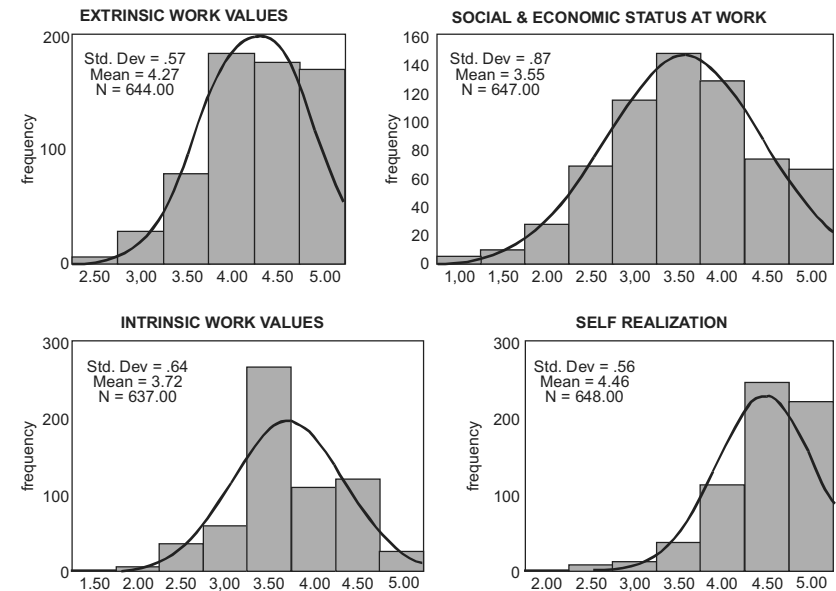 EXTRINSIC WORK VALUES
200
Std. Dev = .57
Mean = 4.27
N = 644.00
frequency
100
0
2.50 3,00 3.50 4.00 4.50 5.00
SOCIAL & ECONOMIC STATUS AT WORK
160
Std. Dev = .87
Mean = 3.55
N = 647.00
140
120
frequency
100
80
60
40
20
0
1,00 1,50 2.00 2.50 3,00 3.50 4.00 4.50 5.00
INTRINSIC WORK VALUES
300
Std. Dev = .64
Mean = 3.72
N = 637.00
frequency
200
100
0
1.50 2.00 2.50 3,00 3.50 4.00 4.50 5.00
SELF REALIZATION
300
Std. Dev = .56
Mean = 4.46
N = 648.00
frequency
200
100
0
2.00 2.50 3,00 3.50 4.00 4.50 5.00